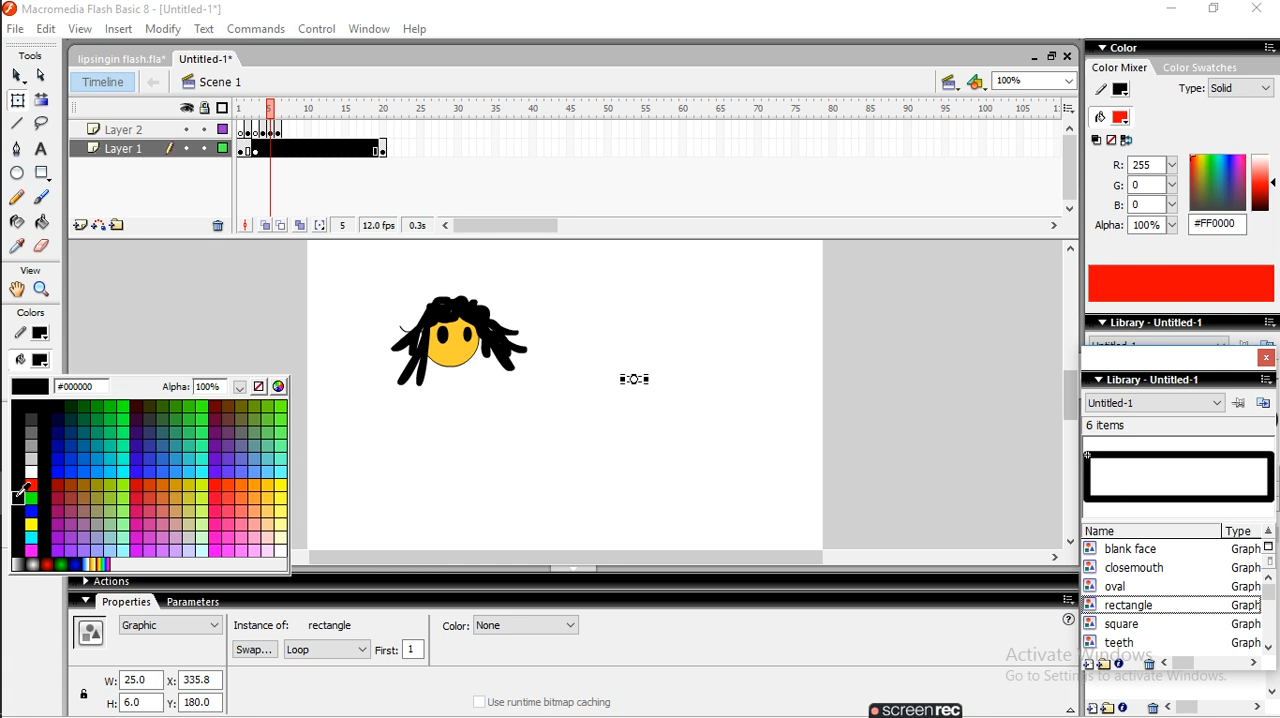 Macromedia Flash Basic 8 - [Untitled-1*]
File Edit View Insert Modify Text Commands Control Window Help
Tools
lipsingin flash.fla* Untitled-1*
Timeline Scene 1 100%
1 5 10 15 20 25 30 35 40 45 50 55 60 65 70 75 80 85 90 95 100 105 1:
Layer 2
Layer 1
5 12.0 fps 0.3s
View
Colors
#000000 Alpha: 100%
Color
Color Mixer Color Swatches
Type: Solid
R: 255
G: 0
B: 0
Alpha: 100% #FF0000
Library - Untitled-1
Untitled-1
Library - Untitled-1
Untitled-1
6 items
Name Type
blank face Graph
closemouth Graph
oval Graph
rectangle Graph
square Graph
teeth Graph
Actions
Properties Parameters
Graphic Instance of: rectangle Color: None
Swap... Loop First: 1
W: 25.0 X: 335.8
H: 6.0 Y: 180.0
Use runtime bitmap caching
Activate Windows
Go to Settings to activate Windows.
screenrec